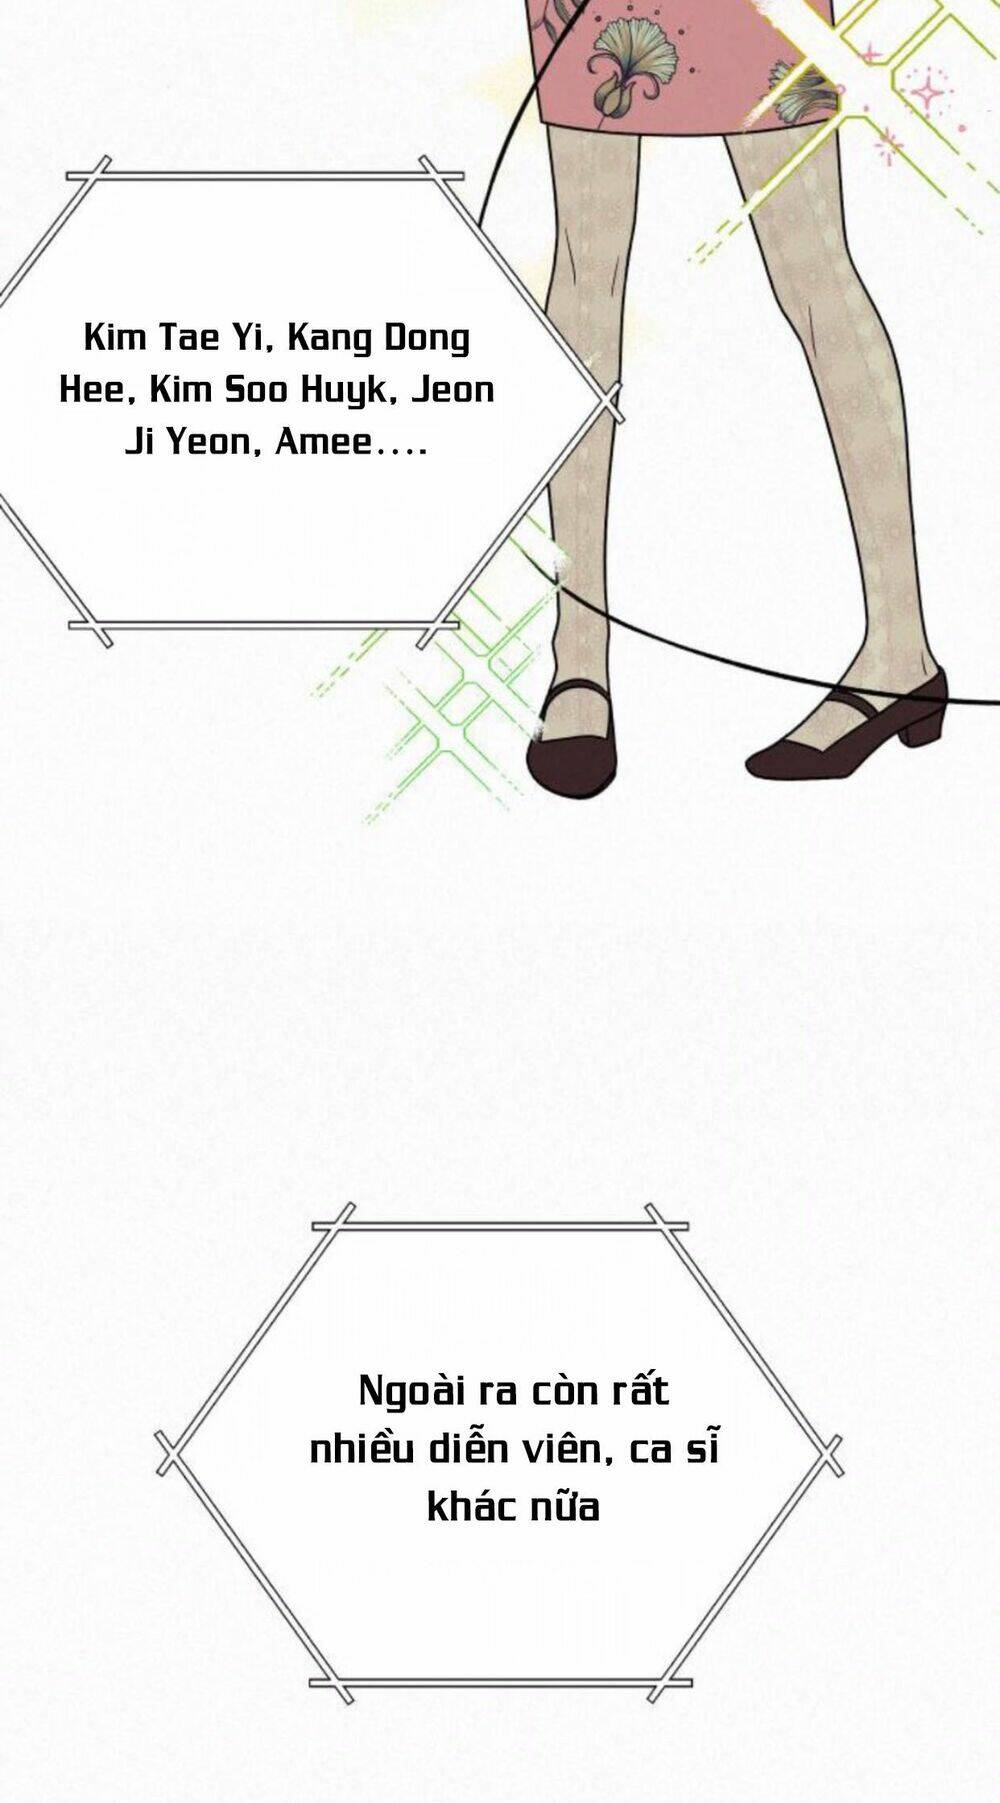 Kim Tae Yi, Kang Dong
Hee, Kim Soo Huyk, Jeon
Ji Yeon, Amee....
Ngoài ra còn rất
nhiều diễn viên, ca sĩ
khác nữa